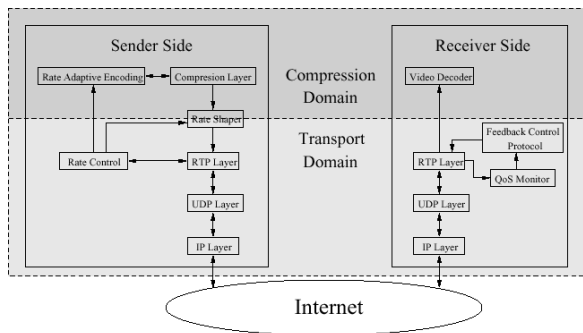 Sender Side
Receiver Side
Rate Adaptive Encoding
Compresion Layer
Compression
Domain
Video Decoder
Rate Shaper
Transport
Domain
Feedback Control
Protocol
Rate Control
RTP Layer
RTP Layer
QoS Monitor
UDP Layer
UDP Layer
IP Layer
IP Layer
Internet